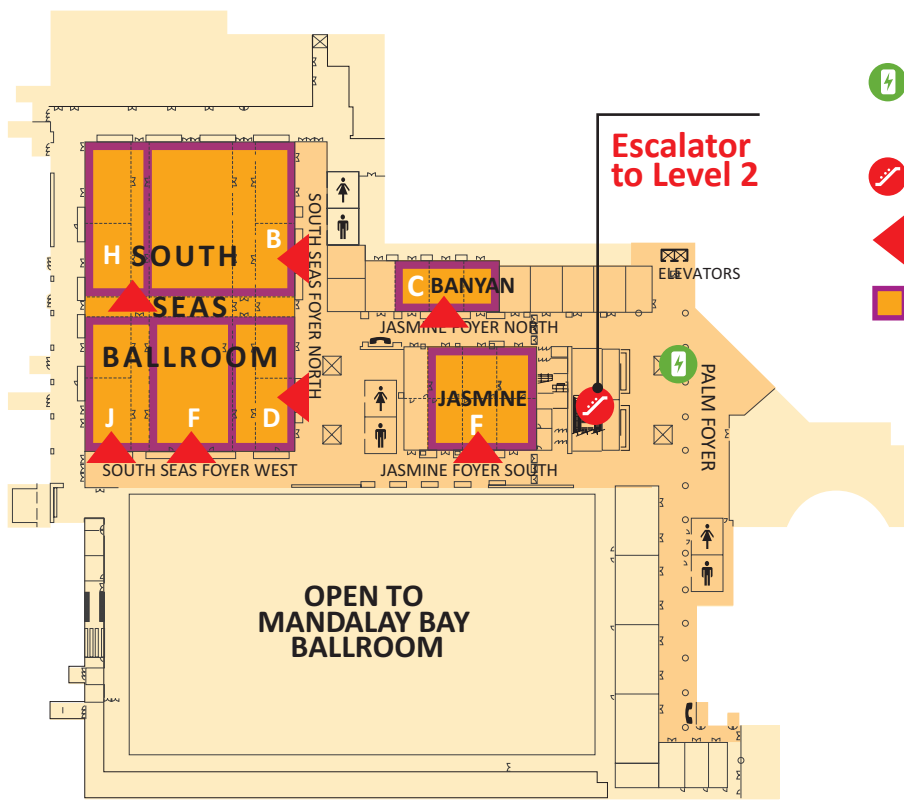 Escalator
to Level 2
SOUTH SEAS FOYER NORTH
B
H
SOUTH
ELEVATORS
C BANYAN
SEAS
JASMINE FOYER NORTH
BALLROOM
PALM FOYER
JASMINE
J
F
D
F
SOUTH SEAS FOYER WEST
JASMINE FOYER SOUTH
OPEN TO
MANDALAY BAY
BALLROOM